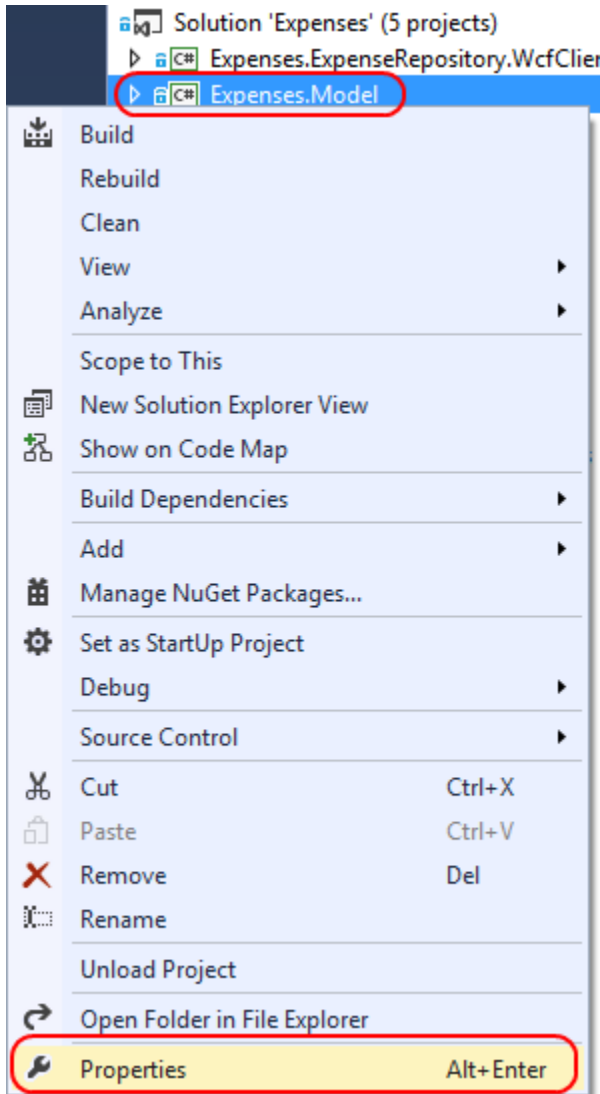 Solution 'Expenses' (5 projects)
C# Expenses.ExpenseRepository.WcfClien
C# Expenses.Model
Build
Rebuild
Clean
View
Analyze
Scope to This
New Solution Explorer View
Show on Code Map
Build Dependencies
Add
Manage NuGet Packages...
Set as StartUp Project
Debug
Source Control
Cut Ctrl+X
Paste Ctrl+V
Remove Del
Rename
Unload Project
Open Folder in File Explorer
Properties Alt+Enter